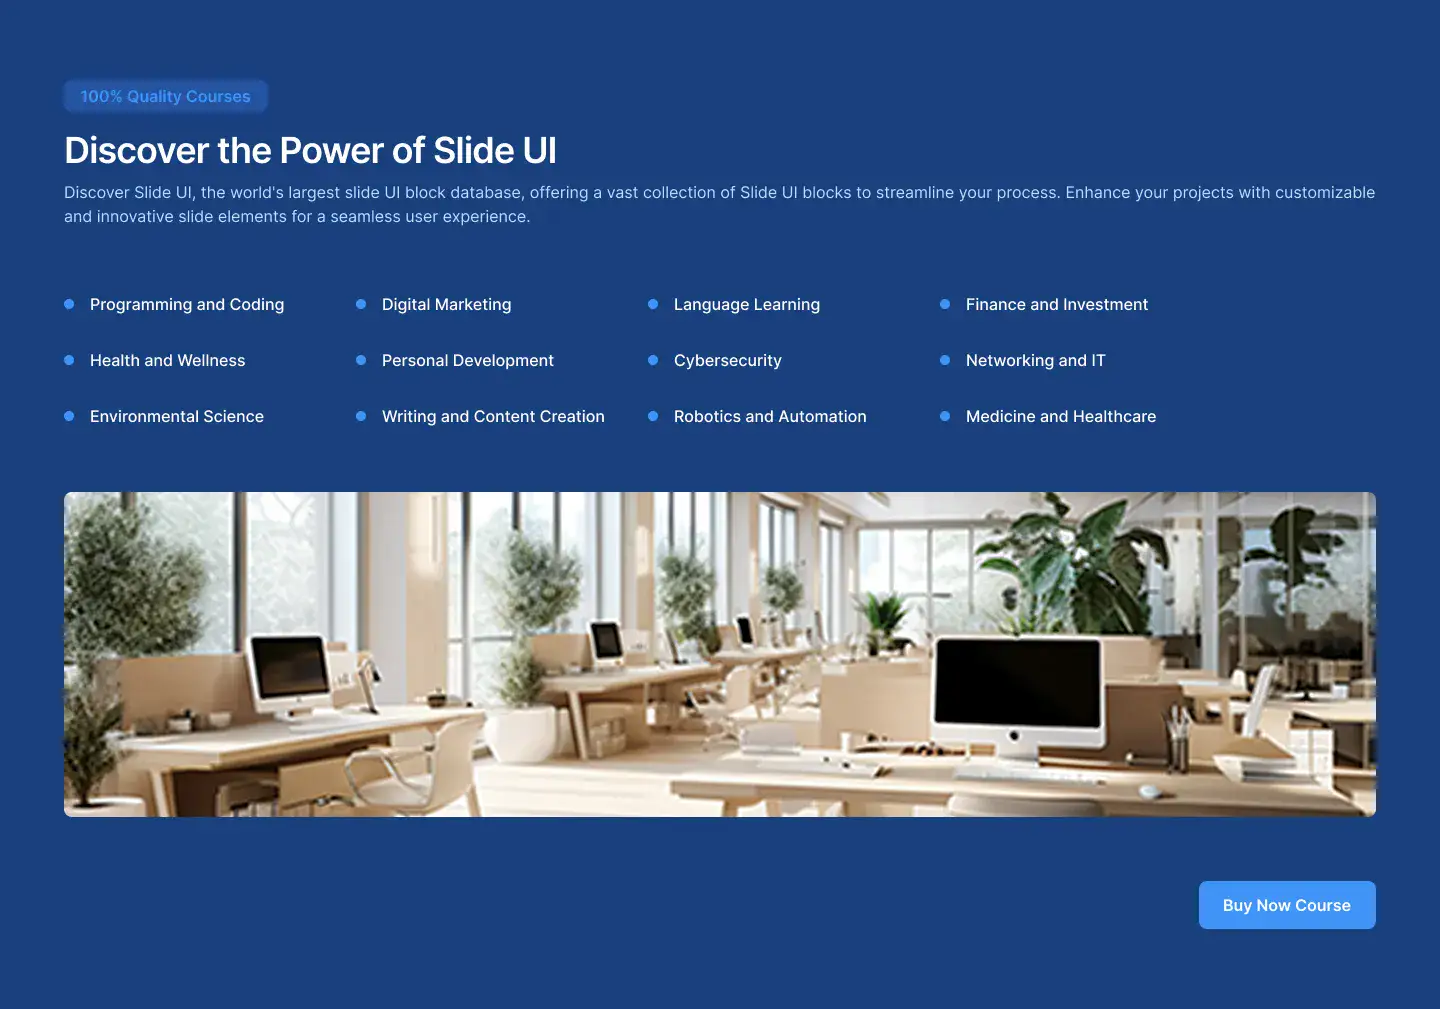 100% Quality Courses
Discover the Power of Slide UI
Discover Slide UI, the world's largest slide UI block database, offering a vast collection of Slide UI blocks to streamline your process. Enhance your projects with customizable
and innovative slide elements for a seamless user experience.
Programming and Coding
Digital Marketing
Language Learning
Finance and Investment
Health and Wellness
Personal Development
Cybersecurity
Networking and IT
Environmental Science
Writing and Content Creation
Robotics and Automation
Medicine and Healthcare
Buy Now Course